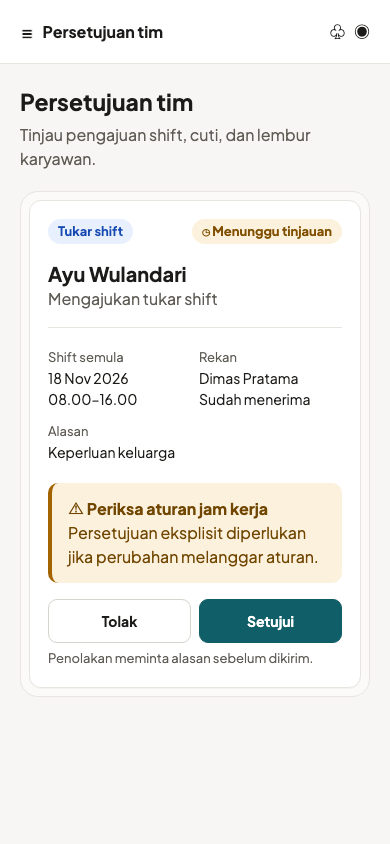 Persetujuan tim
Persetujuan tim
Tinjau pengajuan shift, cuti, dan lembur
karyawan.
Tukar shift
Menunggu tinjauan
Ayu Wulandari
Mengajukan tukar shift
Shift semula
18 Nov 2026
08.00–16.00
Rekan
Dimas Pratama
Sudah menerima
Alasan
Keperluan keluarga
⚠ Periksa aturan jam kerja
Persetujuan eksplisit diperlukan
jika perubahan melanggar aturan.
Tolak
Setujui
Penolakan meminta alasan sebelum dikirim.